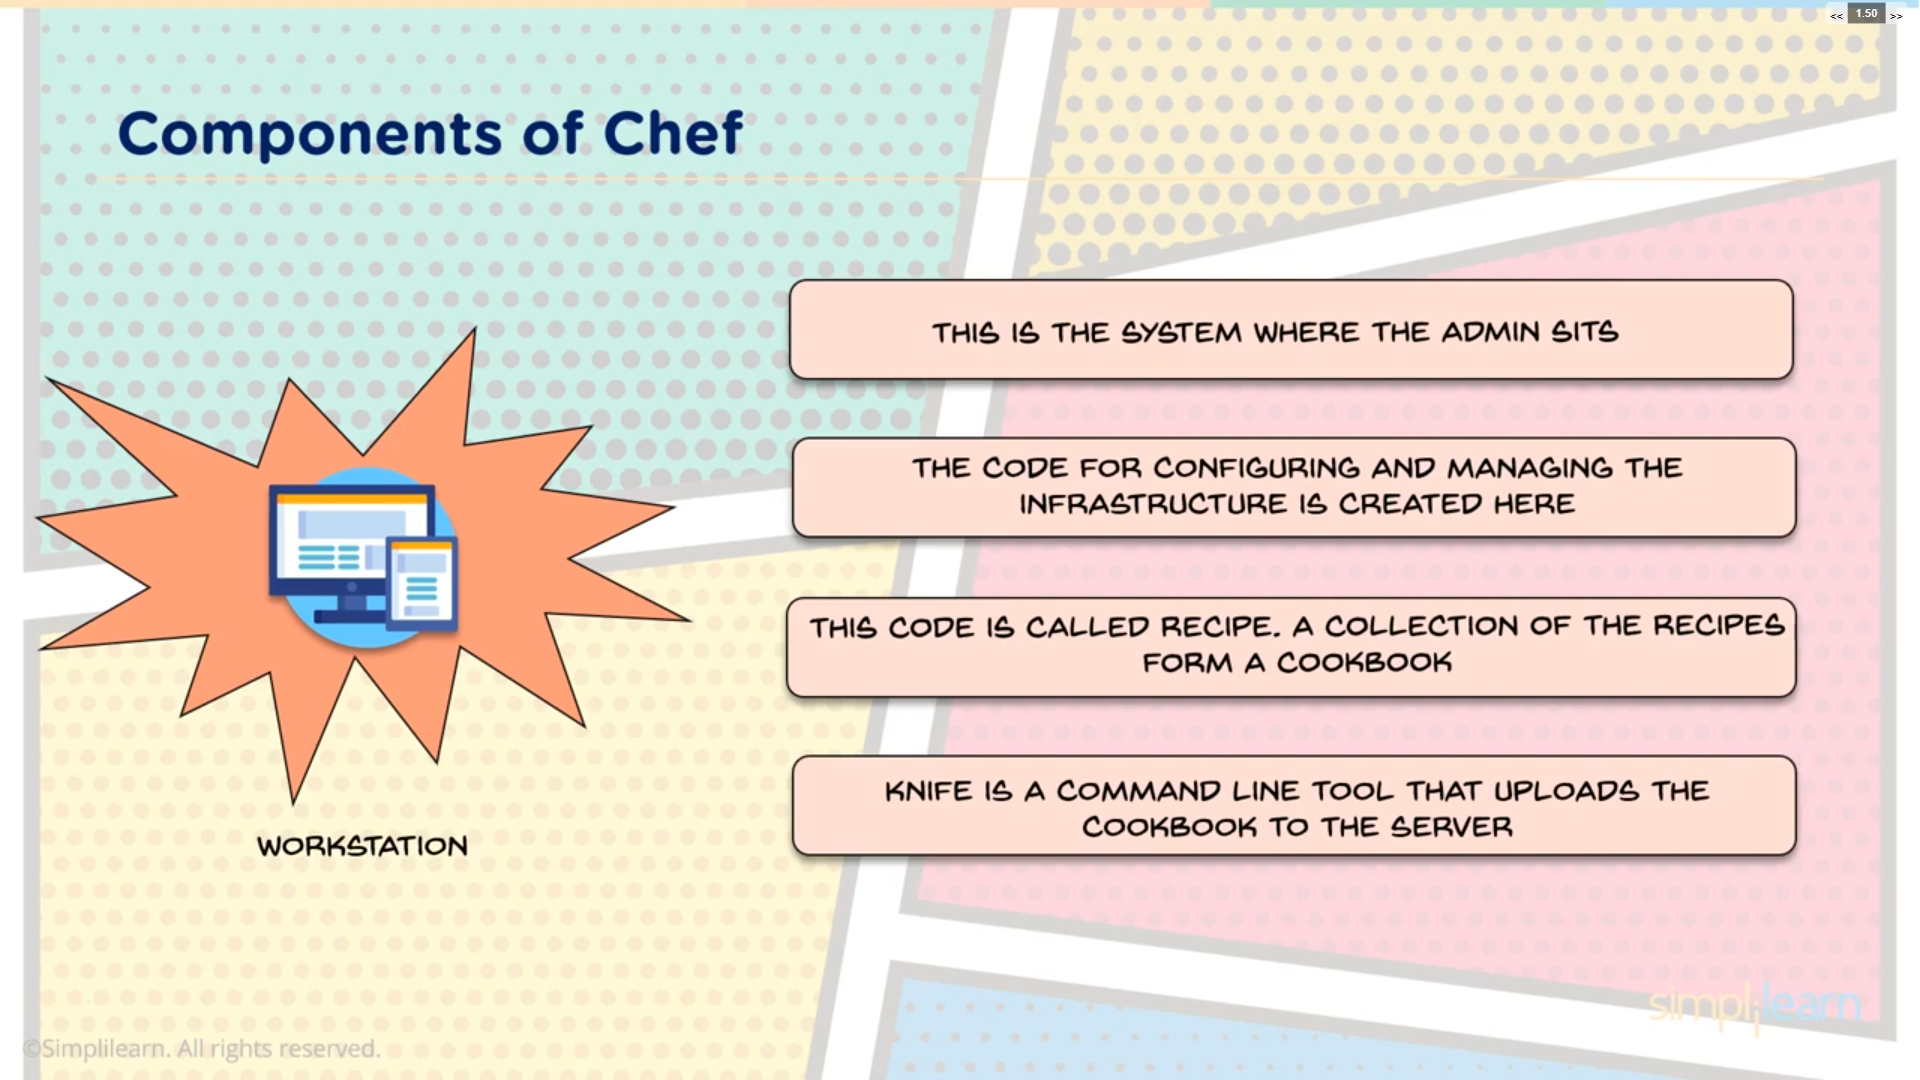 << 1.50 >>
Components of Chef
THIS IS THE SYSTEM WHERE THE ADMIN SITS
THE CODE FOR CONFIGURING AND MANAGING THE
INFRASTRUCTURE IS CREATED HERE
THIS CODE IS CALLED RECIPE. A COLLECTION OF THE RECIPES
FORM A COOKBOOK
KNIFE IS A COMMAND LINE TOOL THAT UPLOADS THE
COOKBOOK TO THE SERVER
WORKSTATION
simplilearn
©Simplilearn. All rights reserved.